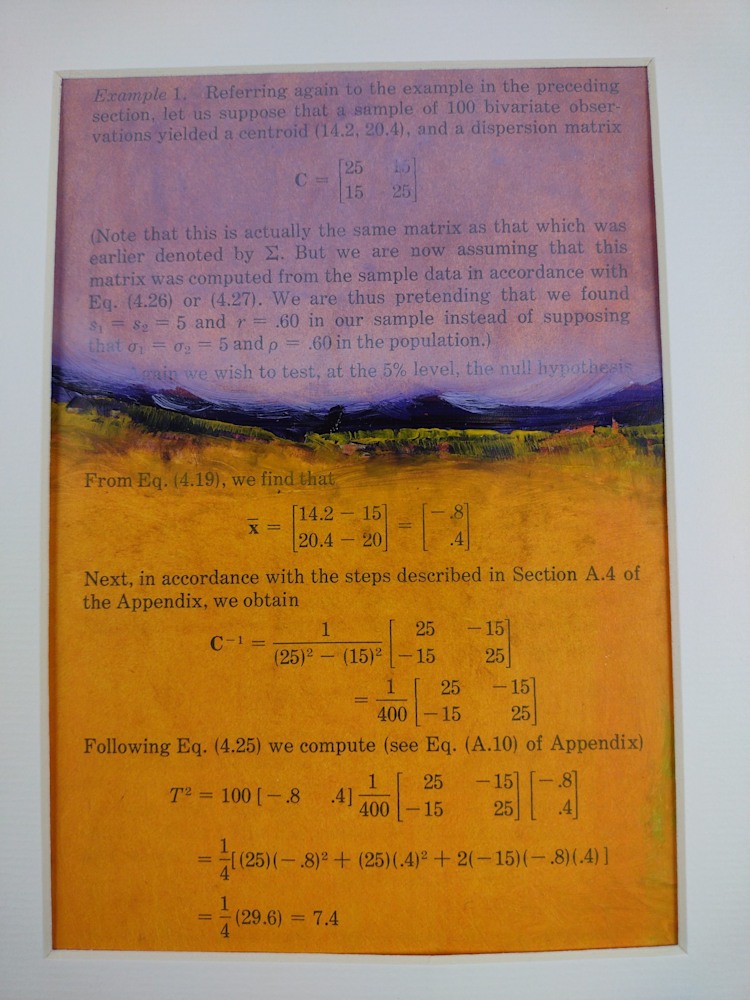 Example 1. Referring again to the example in the preceding
section, let us suppose that a sample of 100 bivariate obser-
vations yielded a centroid (14.2, 20.4), and a dispersion matrix
C = [25 15
15 25]
(Note that this is actually the same matrix as that which was
earlier denoted by Σ. But we are now assuming that this
matrix was computed from the sample data in accordance with
Eq. (4.26) or (4.27). We are thus pretending that we found
s₁ = s₂ = 5 and r = .60 in our sample instead of supposing
that σ₁ = σ₂ = 5 and ρ = .60 in the population.)
Again we wish to test, at the 5% level, the null hypothesis
From Eq. (4.19), we find that
x̄ = [14.2 − 15
20.4 − 20] = [−.8
.4]
Next, in accordance with the steps described in Section A.4 of
the Appendix, we obtain
C⁻¹ = 1/((25)² − (15)²) [25 −15
−15 25]
= 1/400 [25 −15
−15 25]
Following Eq. (4.25) we compute (see Eq. (A.10) of Appendix)
T² = 100 [−.8 .4] 1/400 [25 −15
−15 25] [−.8
.4]
= 1/4[(25)(−.8)² + (25)(.4)² + 2(−15)(−.8)(.4)]
= 1/4(29.6) = 7.4